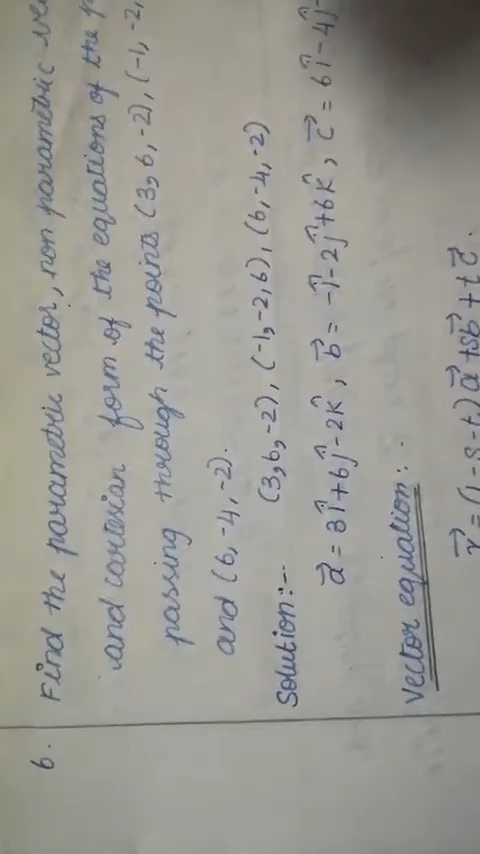 6. Find the parametric vector, non parametric
and cartesian form of the equations of the
passing through the points (3, 6, -2), (-1, -2,
and (6, -4, -2).
Solution:- (3, 6, -2), (-1, -2, 6), (6, -4, -2)
a⃗ = 3î + 6ĵ - 2k̂, b⃗ = -î - 2ĵ + 6k̂, c⃗ = 6î - 4ĵ -
Vector equation:-
r⃗ = (1-s-t) a⃗ + sb⃗ + tc⃗.